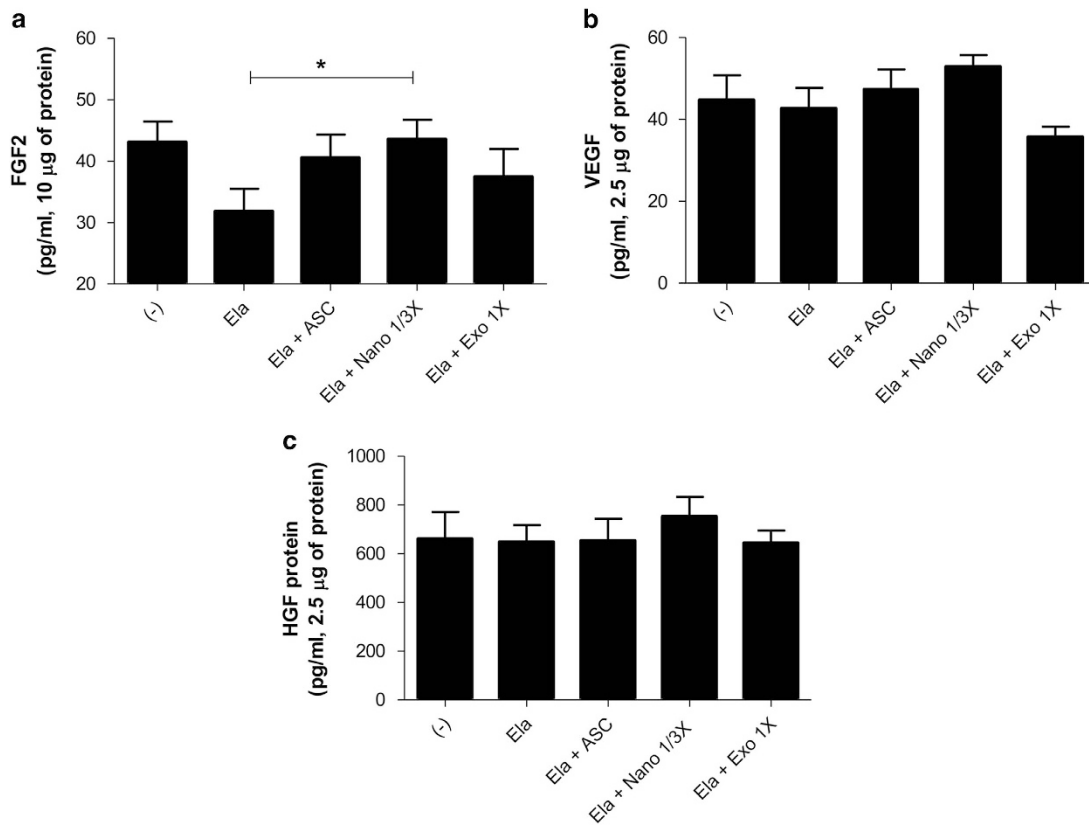 a
FGF2
(pg/ml, 10 μg of protein)
60
50
40
30
20
*
(-)
Ela
Ela + ASC
Ela + Nano 1/3X
Ela + Exo 1X
b
VEGF
(pg/ml, 2.5 μg of protein)
60
40
20
0
(-)
Ela
Ela + ASC
Ela + Nano 1/3X
Ela + Exo 1X
c
HGF protein
(pg/ml, 2.5 μg of protein)
1000
800
600
400
200
0
(-)
Ela
Ela + ASC
Ela + Nano 1/3X
Ela + Exo 1X